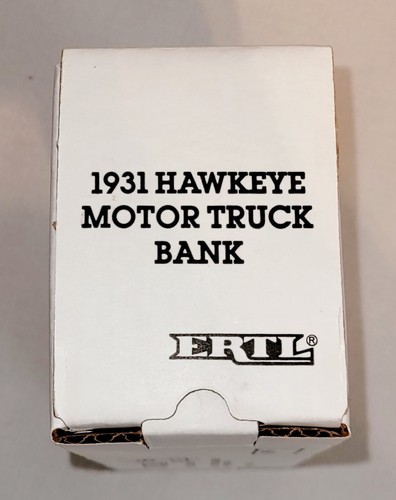 1931 HAWKEYE
MOTOR TRUCK
BANK
ERTL®